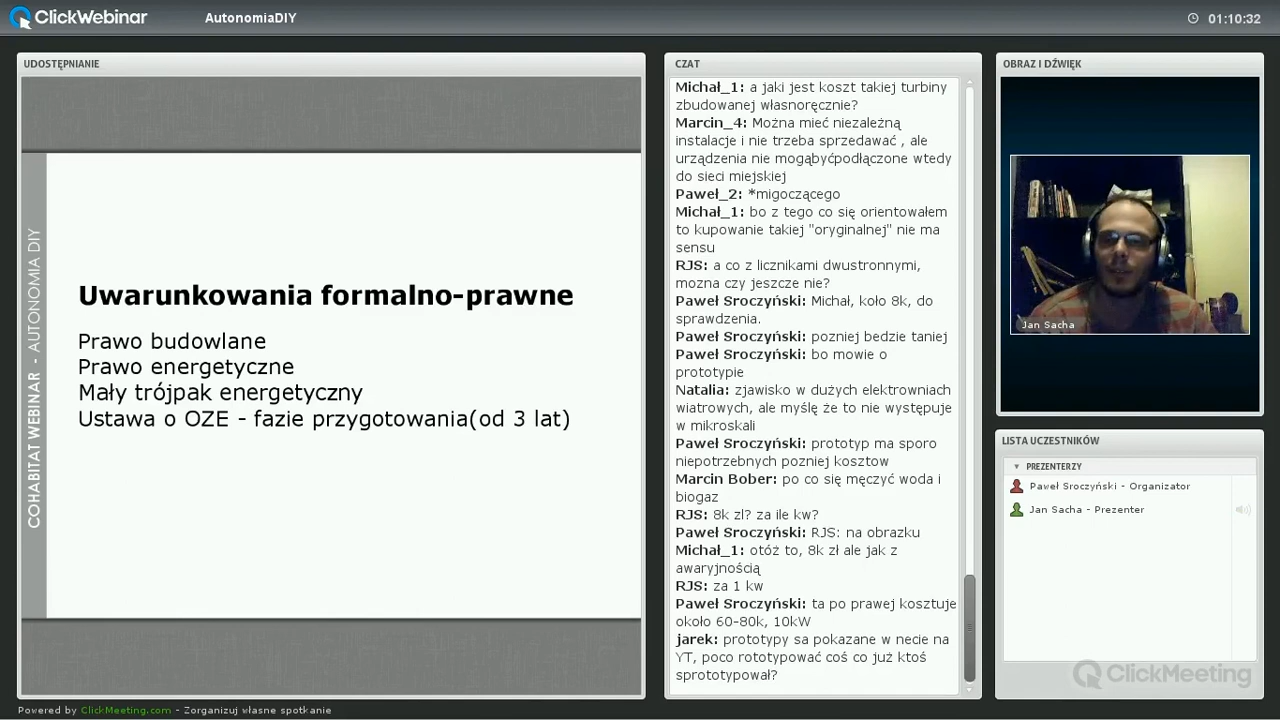 ClickWebinar
AutonomiaDIY
01:10:32
UDOSTĘPNIANIE
COHABITAT WEBINAR - AUTONOMIA DIY
Uwarunkowania formalno-prawne
Prawo budowlane
Prawo energetyczne
Mały trójpak energetyczny
Ustawa o OZE - fazie przygotowania(od 3 lat)
CZAT
Michał_1: a jaki jest koszt takiej turbiny
zbudowanej własnoręcznie?
Marcin_4: Można mieć niezależną
instalacje i nie trzeba sprzedawać , ale
urządzenia nie mogąbyćpodłączone wtedy
do sieci miejskiej
Paweł_2: *migoczącego
Michał_1: bo z tego co się orientowałem
to kupowanie takiej "oryginalnej" nie ma
sensu
RJS: a co z licznikami dwustronnymi,
mozna czy jeszcze nie?
Paweł Sroczyński: Michał, koło 8k, do
sprawdzenia.
Paweł Sroczyński: pozniej bedzie taniej
Paweł Sroczyński: bo mowie o
prototypie
Natalia: zjawisko w dużych elektrowniach
wiatrowych, ale myślę że to nie występuje
w mikroskali
Paweł Sroczyński: prototyp ma sporo
niepotrzebnych pozniej kosztow
Marcin Bober: po co się męczyć woda i
biogaz
RJS: 8k zl? za ile kw?
Paweł Sroczyński: RJS: na obrazku
Michał_1: otóż to, 8k zł ale jak z
awaryjnością
RJS: za 1 kw
Paweł Sroczyński: ta po prawej kosztuje
około 60-80k, 10kW
jarek: prototypy sa pokazane w necie na
YT, poco rototypować coś co już ktoś
sprototypował?
OBRAZ I DŹWIĘK
Jan Sacha
LISTA UCZESTNIKÓW
PREZENTERZY
Paweł Sroczyński - Organizator
Jan Sacha - Prezenter
ClickMeeting
Powered by ClickMeeting.com - Zorganizuj własne spotkanie